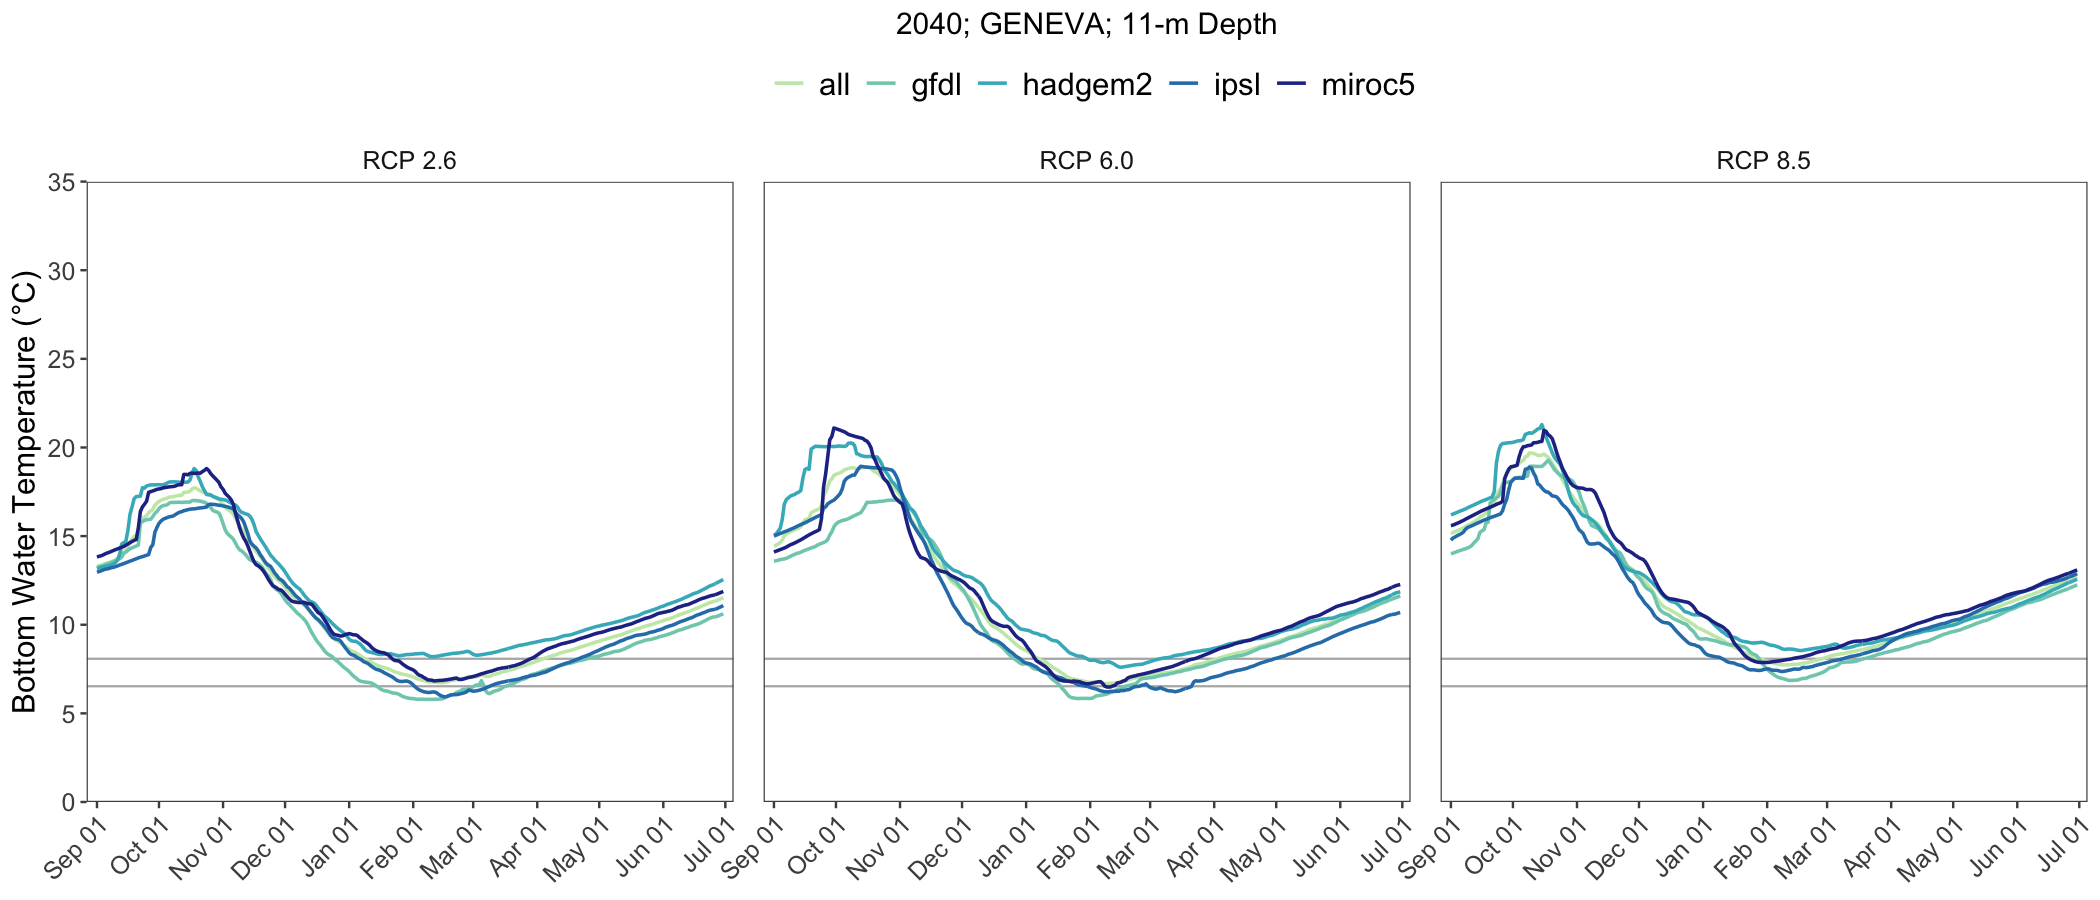 2040; GENEVA; 11-m Depth
all gfdl hadgem2 ipsl miroc5
RCP 2.6 RCP 6.0 RCP 8.5
Bottom Water Temperature (°C)
35
30
25
20
15
10
5
0
Sep 01 Oct 01 Nov 01 Dec 01 Jan 01 Feb 01 Mar 01 Apr 01 May 01 Jun 01 Jul 01 Sep 01 Oct 01 Nov 01 Dec 01 Jan 01 Feb 01 Mar 01 Apr 01 May 01 Jun 01 Jul 01 Sep 01 Oct 01 Nov 01 Dec 01 Jan 01 Feb 01 Mar 01 Apr 01 May 01 Jun 01 Jul 01